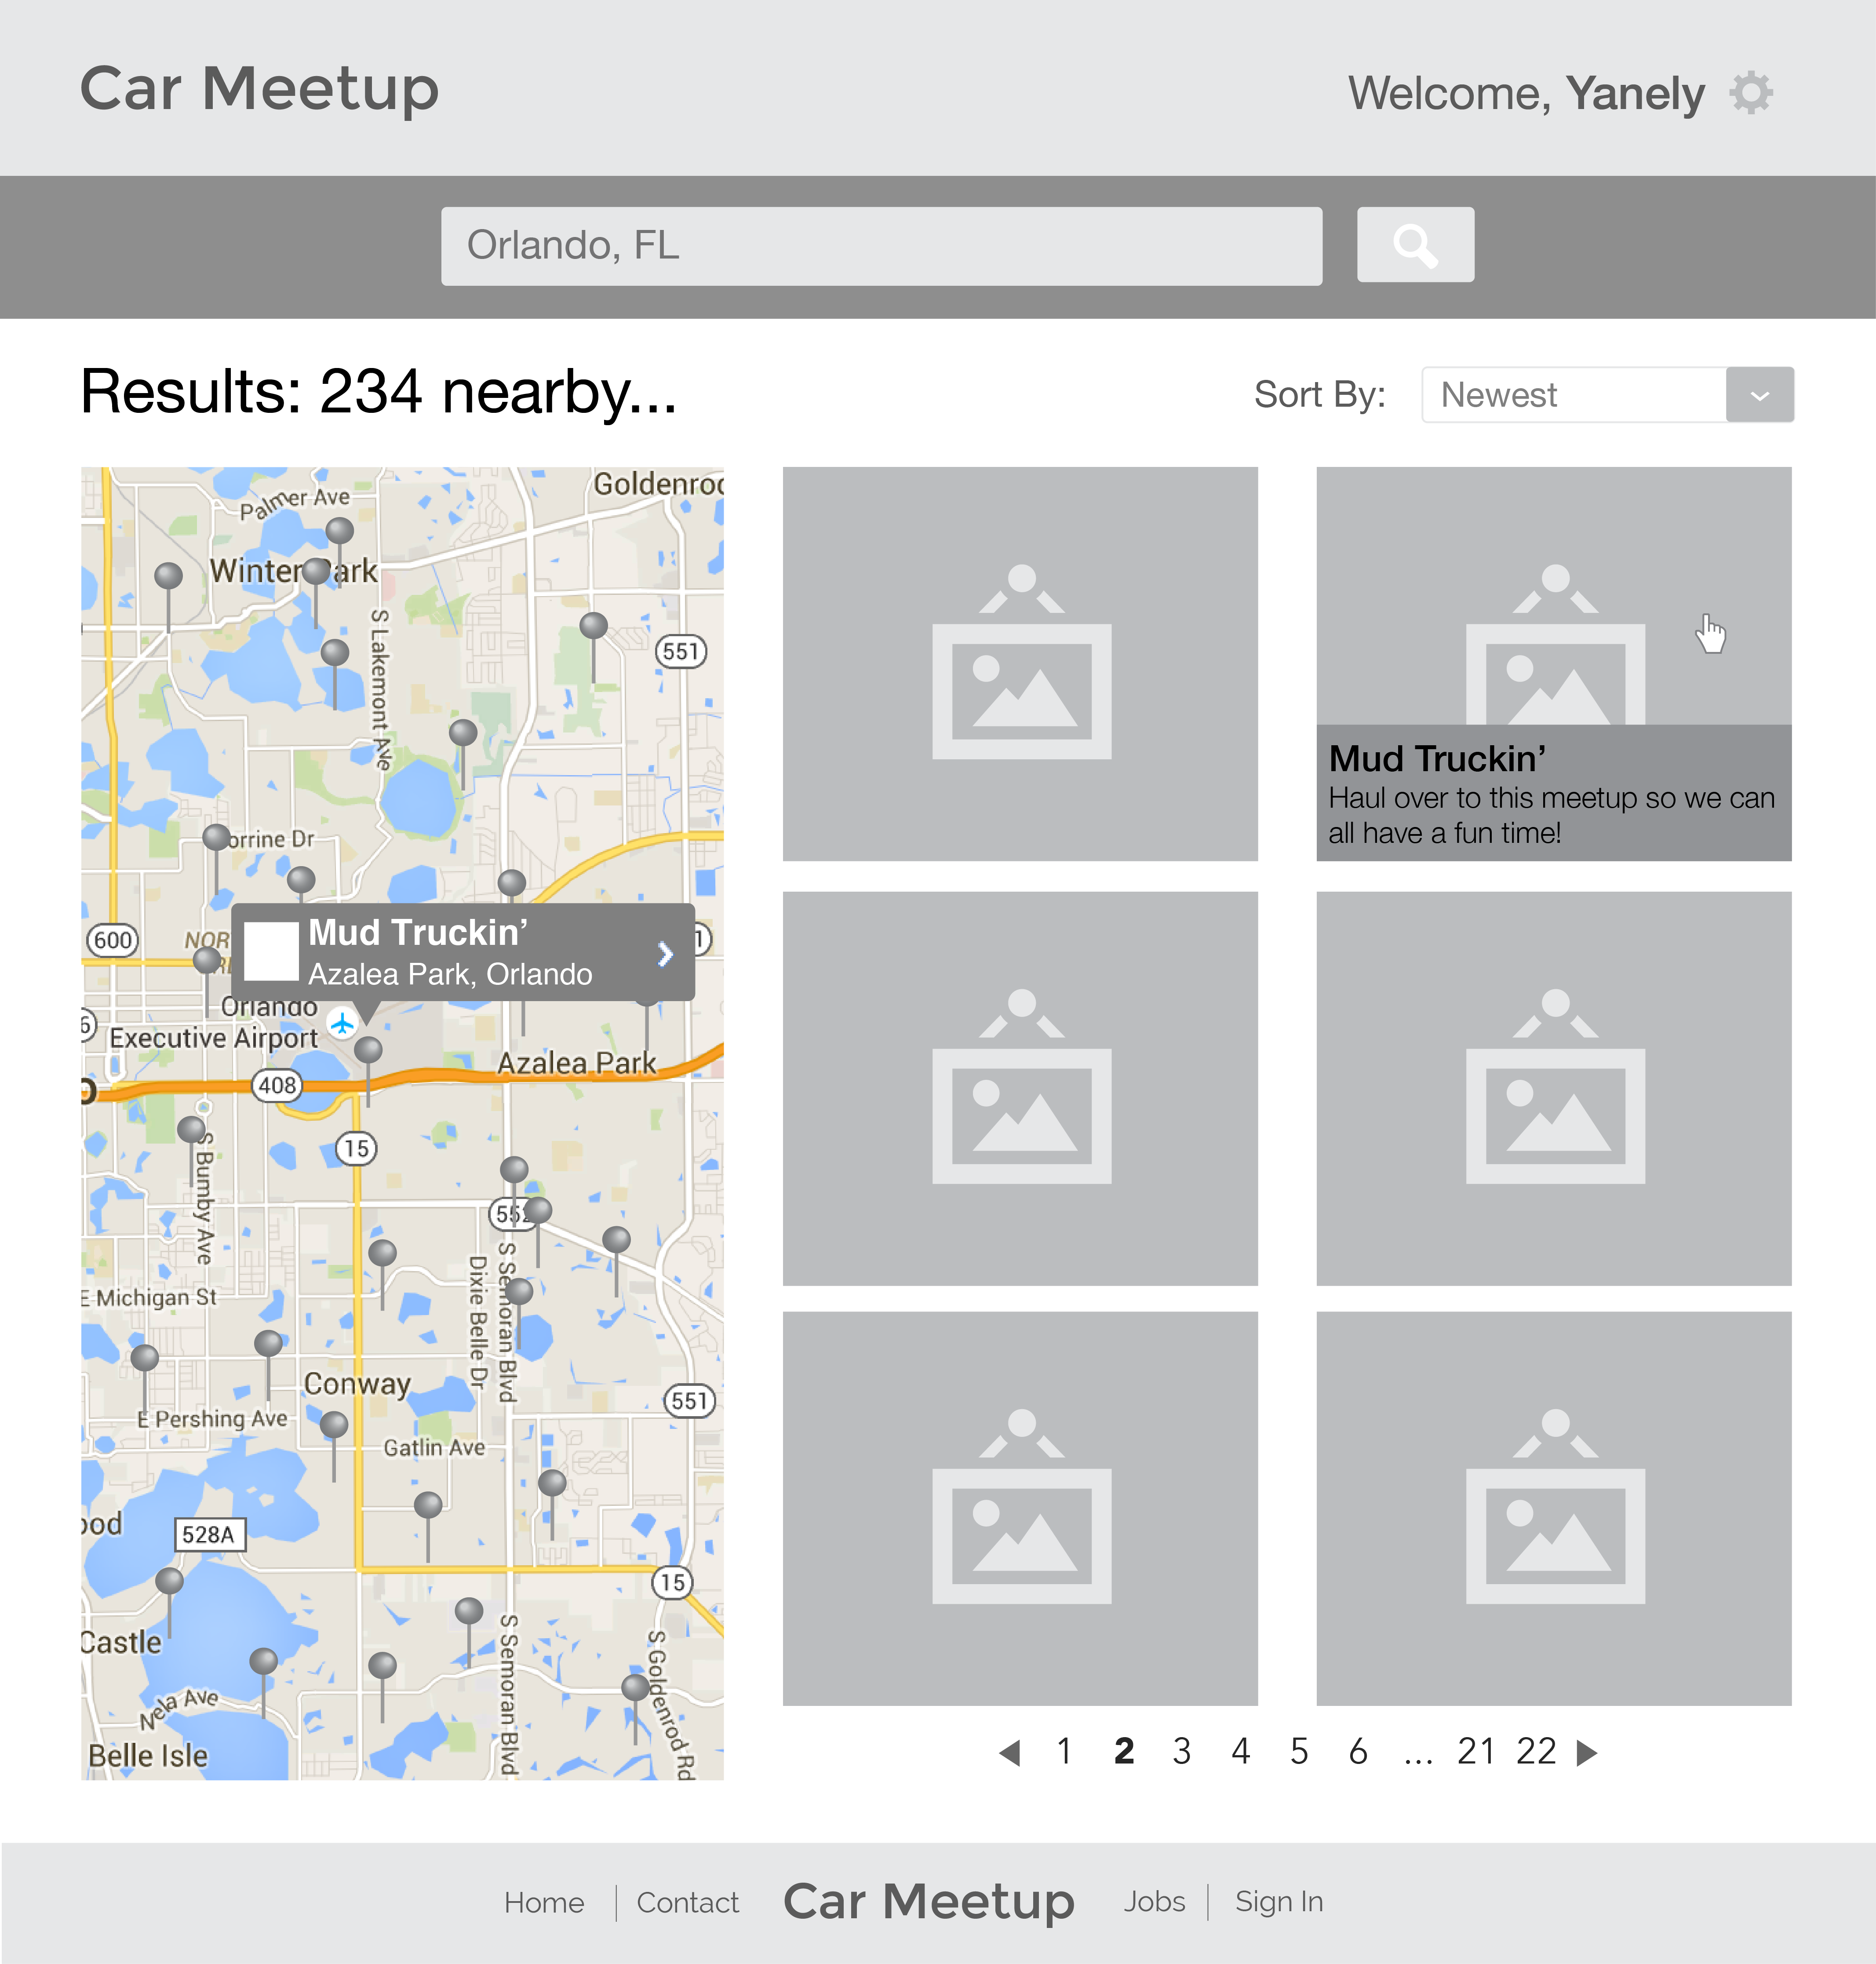 Car Meetup
Welcome, Yanely
Orlando, FL
Results: 234 nearby...
Sort By:
Newest
Goldenroc
Palmer Ave
Winter Park
S Lakemont Ave
551
orrine Dr
600
NOR
Mud Truckin’
Azalea Park, Orlando
Orlando
Executive Airport
Azalea Park
408
15
S Bumby Ave
552
S Semoran Blvd
Dixie Belle Dr
E Michigan St
Conway
551
E Pershing Ave
Gatlin Ave
528A
15
Castle
S Semoran Blvd
S Goldenrod Rd
Nela Ave
Belle Isle
Mud Truckin’
Haul over to this meetup so we can
all have a fun time!
1 2 3 4 5 6 ... 21 22
Home | Contact Car Meetup Jobs | Sign In